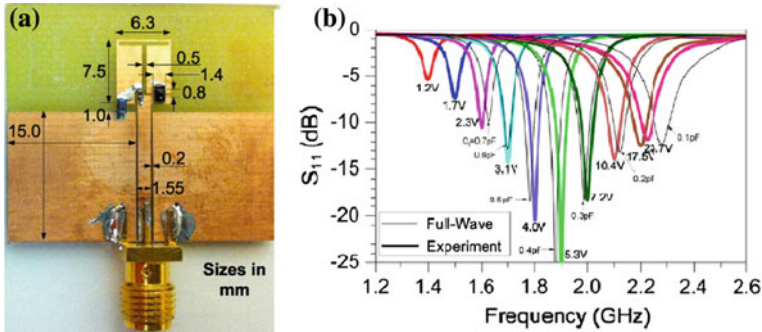 (a)
6.3
0.5
1.4
7.5
0.8
1.0
15.0
0.2
1.55
Sizes in
mm
(b)
S11 (dB)
0
-5
-10
-15
-20
-25
1.2V
1.7V
2.3V
Cv=0.7pF
0.6pF
3.1V
0.5pF
4.0V
0.4pF
5.3V
0.3pF
7.2V
10.4V
0.2pF
17.5V
23.7V
0.1pF
Full-Wave
Experiment
1.2 1.4 1.6 1.8 2.0 2.2 2.4 2.6
Frequency (GHz)